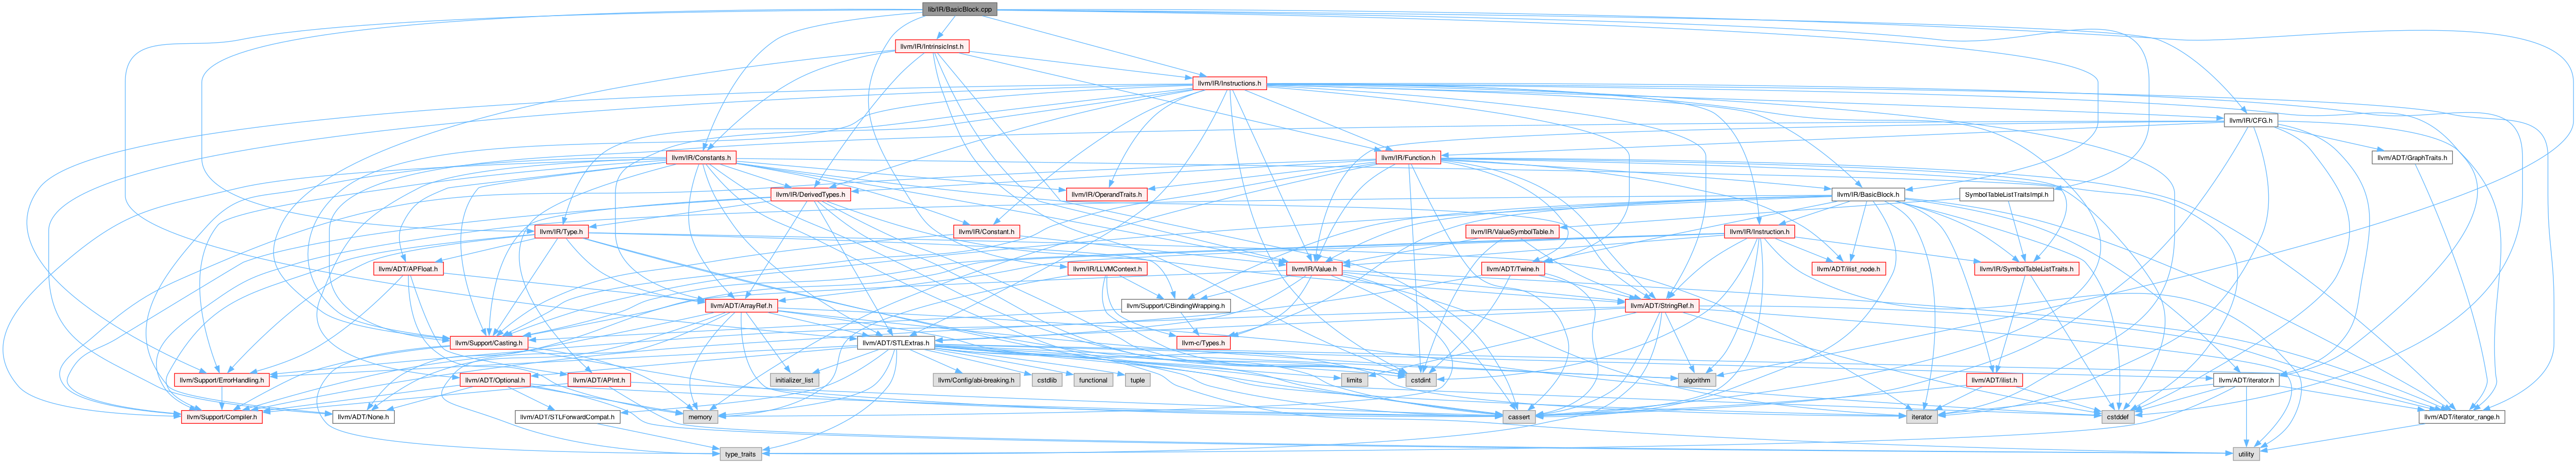 lib/IR/BasicBlock.cpp
llvm/IR/IntrinsicInst.h
llvm/IR/Instructions.h
llvm/IR/CFG.h
llvm/IR/Constants.h
llvm/IR/Function.h
llvm/ADT/GraphTraits.h
llvm/IR/DerivedTypes.h
llvm/IR/OperandTraits.h
llvm/IR/BasicBlock.h
SymbolTableListTraitsImpl.h
llvm/IR/Type.h
llvm/IR/Constant.h
llvm/IR/ValueSymbolTable.h
llvm/IR/Instruction.h
llvm/ADT/APFloat.h
llvm/IR/LLVMContext.h
llvm/IR/Value.h
llvm/ADT/Twine.h
llvm/ADT/ilist_node.h
llvm/IR/SymbolTableListTraits.h
llvm/ADT/ArrayRef.h
llvm/Support/CBindingWrapping.h
llvm/ADT/StringRef.h
llvm/Support/Casting.h
llvm/ADT/STLExtras.h
llvm-c/Types.h
llvm/Support/ErrorHandling.h
llvm/ADT/Optional.h
llvm/ADT/APInt.h
initializer_list
llvm/Config/abi-breaking.h
cstdlib
functional
tuple
limits
cstdint
algorithm
llvm/ADT/ilist.h
llvm/ADT/iterator.h
llvm/Support/Compiler.h
llvm/ADT/None.h
llvm/ADT/STLForwardCompat.h
memory
cassert
iterator
cstddef
llvm/ADT/iterator_range.h
type_traits
utility